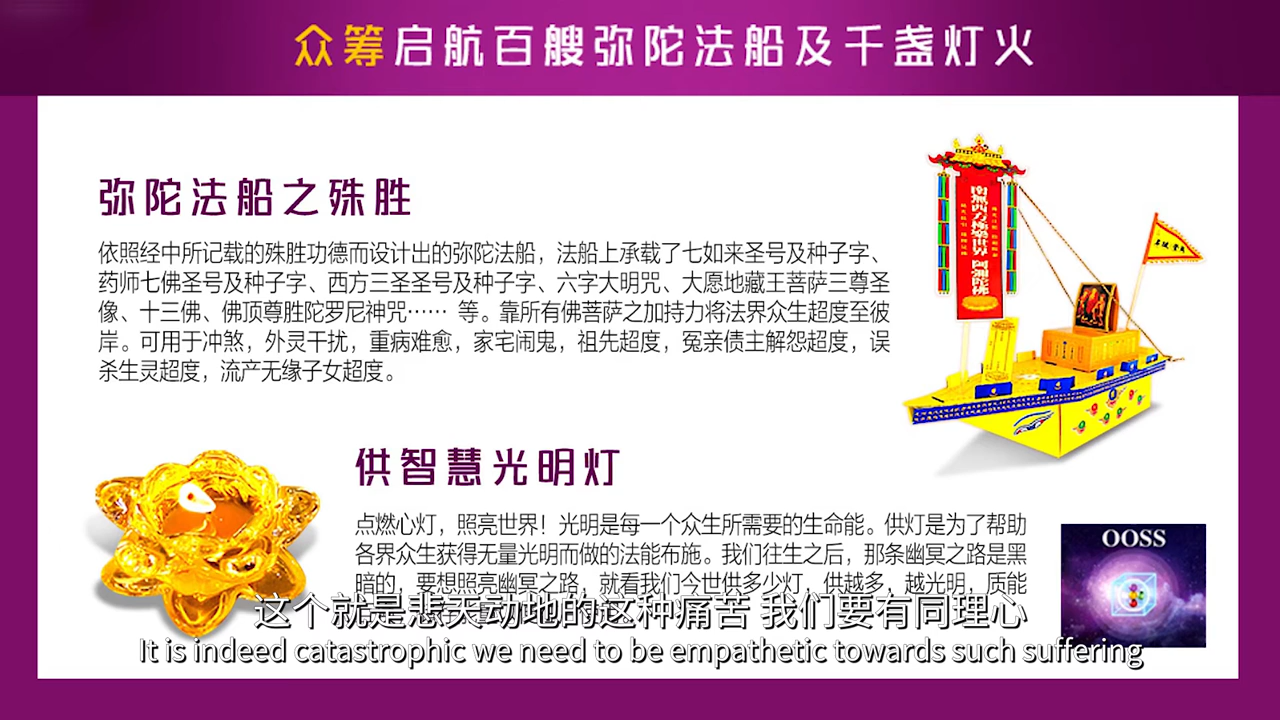 众筹启航百艘弥陀法船及千盏灯火
弥陀法船之殊胜
依照经中所记载的殊胜功德而设计出的弥陀法船，法船上承载了七如来圣号及种子字、
药师七佛圣号及种子字、西方三圣圣号及种子字、六字大明咒、大愿地藏王菩萨三尊圣
像、十三佛、佛顶尊胜陀罗尼神咒…… 等。靠所有佛菩萨之加持力将法界众生超度至彼
岸。可用于冲煞，外灵干扰，重病难愈，家宅闹鬼，祖先超度，冤亲债主解怨超度，误
杀生灵超度，流产无缘子女超度。
南无西方极樂世界 阿彌陀佛
供智慧光明灯
点燃心灯，照亮世界！光明是每一个众生所需要的生命能。供灯是为了帮助
各界众生获得无量光明而做的法能布施。我们往生之后，那条幽冥之路是黑
暗的，要想照亮幽冥之路，就看我们今世供多少灯，供越多，越光明，质能
OOSS
这个就是悲天动地的这种痛苦 我们要有同理心
It is indeed catastrophic we need to be empathetic towards such suffering